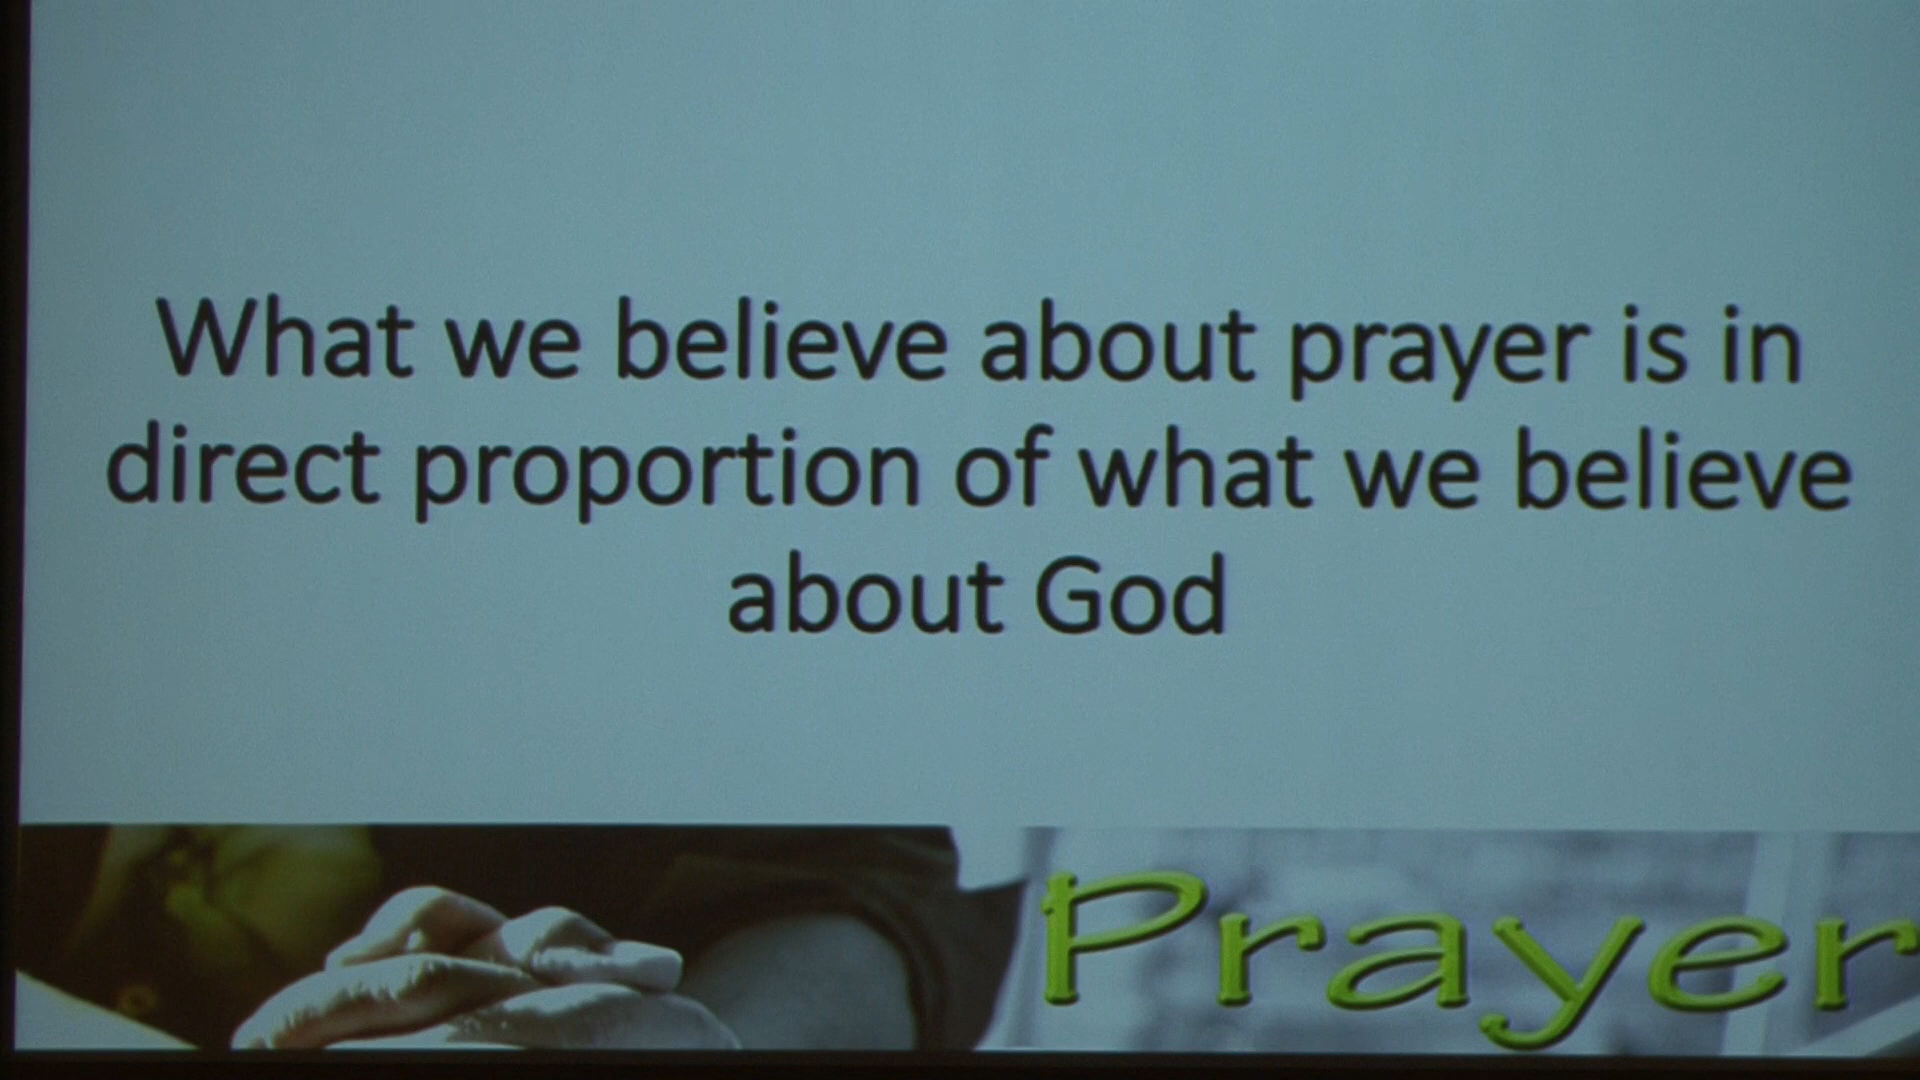 What we believe about prayer is in
direct proportion of what we believe
about God
Prayer